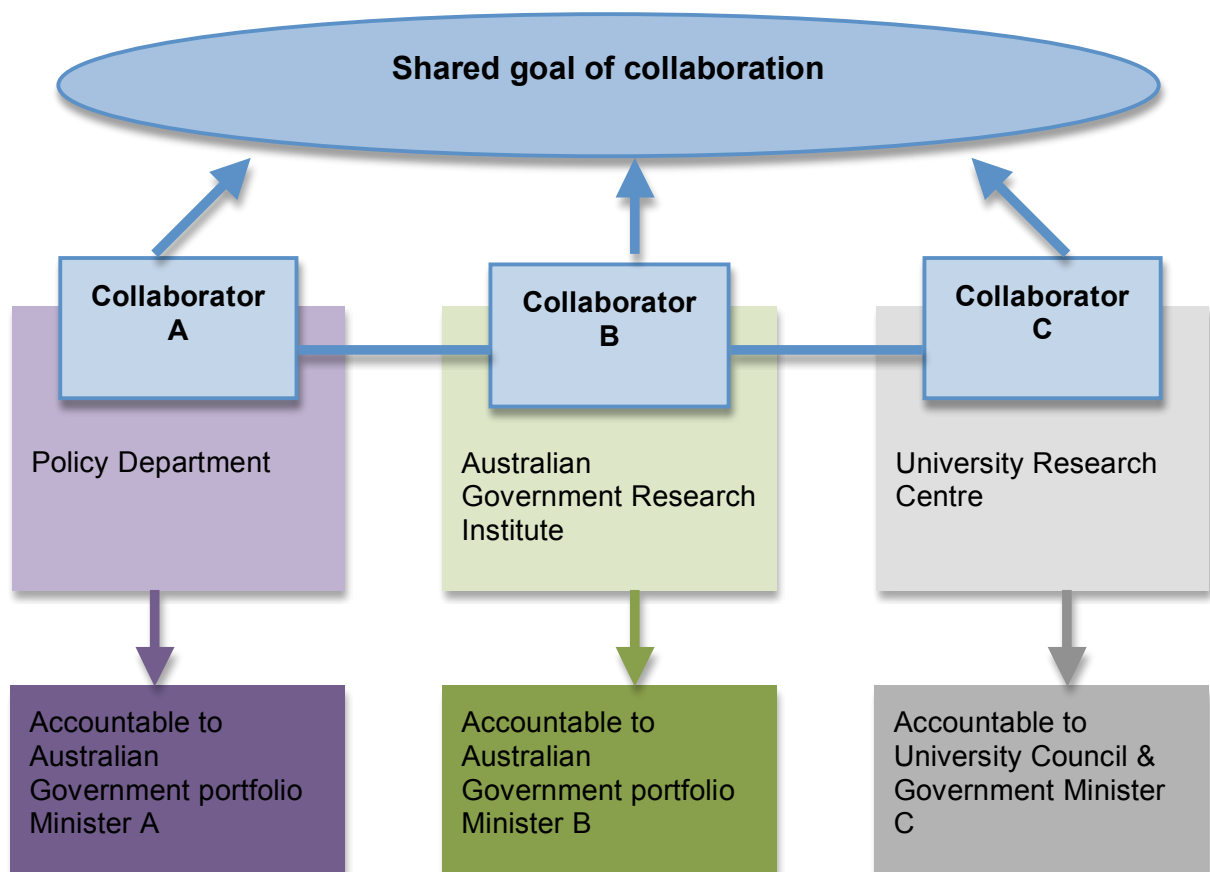 Shared goal of collaboration
Collaborator
A
Collaborator
B
Collaborator
C
Policy Department
Australian
Government Research
Institute
University Research
Centre
Accountable to
Australian
Government portfolio
Minister A
Accountable to
Australian
Government portfolio
Minister B
Accountable to
University Council &
Government Minister
C